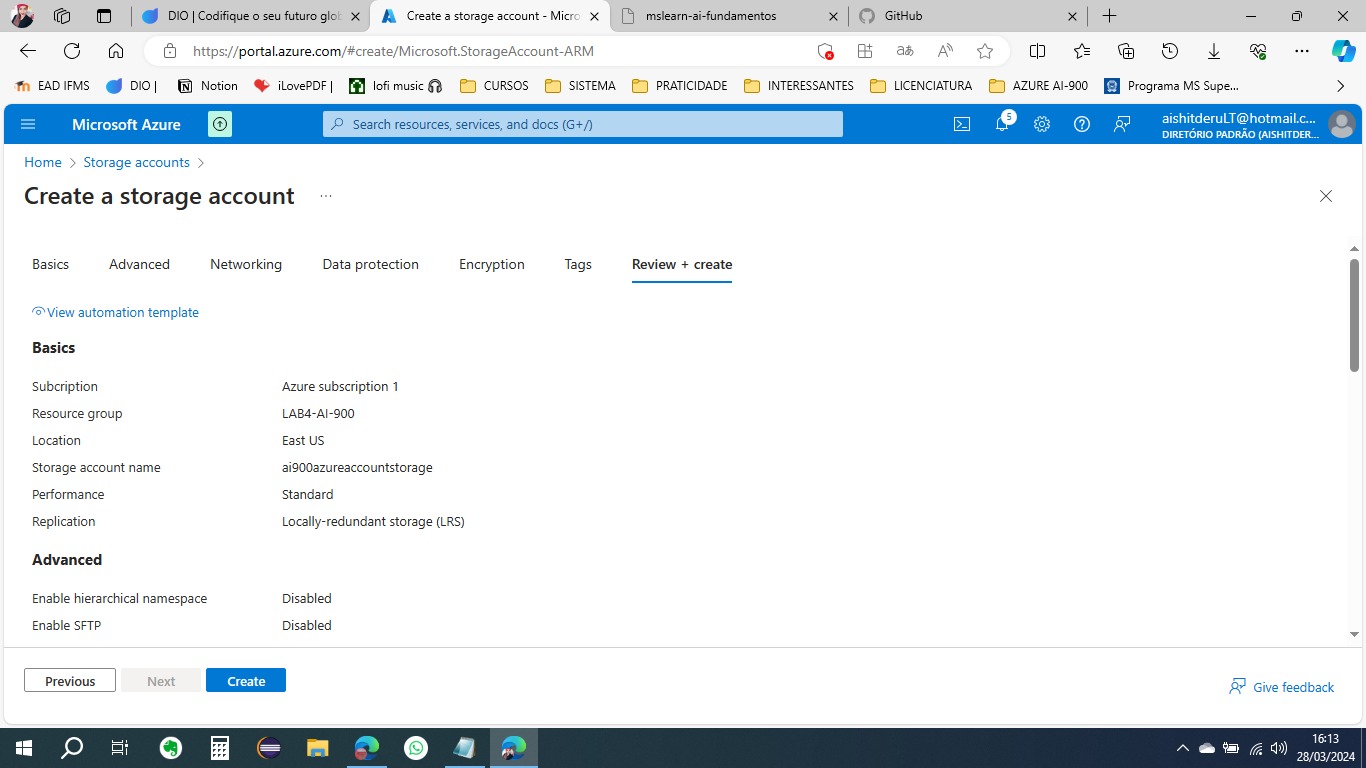 DIO | Codifique o seu futuro glob
Create a storage account - Micro
mslearn-ai-fundamentos
GitHub
https://portal.azure.com/#create/Microsoft.StorageAccount-ARM
EAD IFMS
DIO |
Notion
iLovePDF |
lofi music
CURSOS
SISTEMA
PRATICIDADE
INTERESSANTES
LICENCIATURA
AZURE AI-900
Programa MS Supe...
Microsoft Azure
Search resources, services, and docs (G+/)
5
aishitderuLT@hotmail.c...
DIRETÓRIO PADRÃO (AISHITDER...
Home
Storage accounts
Create a storage account
...
Basics
Advanced
Networking
Data protection
Encryption
Tags
Review + create
View automation template
Basics
Subcription Azure subscription 1
Resource group LAB4-AI-900
Location East US
Storage account name ai900azureaccountstorage
Performance Standard
Replication Locally-redundant storage (LRS)
Advanced
Enable hierarchical namespace Disabled
Enable SFTP Disabled
Previous
Next
Create
Give feedback
16:13
28/03/2024